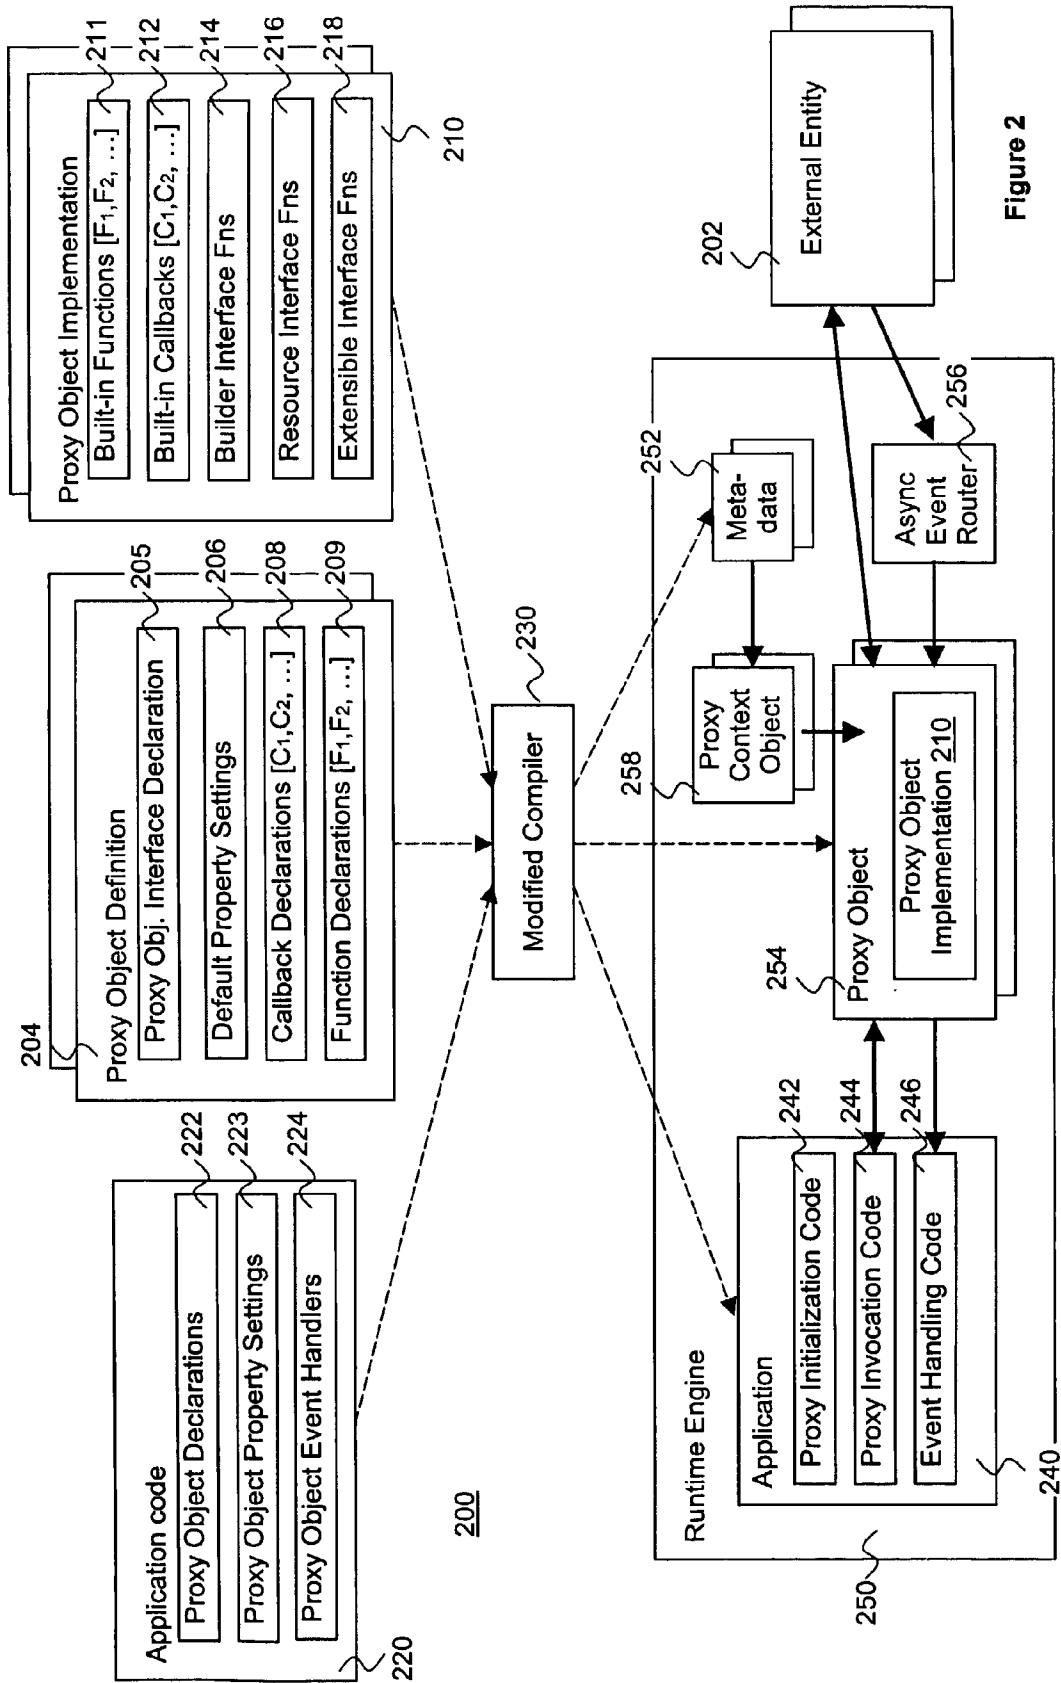 Application code
Proxy Object Declarations
222
Proxy Object Property Settings
223
Proxy Object Event Handlers
224
220
204
Proxy Object Definition
Proxy Obj. Interface Declaration
205
Default Property Settings
206
Callback Declarations [C1,C2, ...]
208
Function Declarations [F1,F2, ...]
209
Proxy Object Implementation
Built-in Functions [F1,F2, ...]
211
Built-in Callbacks [C1,C2, ...]
212
Builder Interface Fns
214
Resource Interface Fns
216
Extensible Interface Fns
218
210
200
Modified Compiler
230
Runtime Engine
250
Application
Proxy Initialization Code
242
Proxy Invocation Code
244
Event Handling Code
246
240
258
Proxy
Context
Object
252
Meta-
data
254
Proxy Object
Proxy Object
Implementation 210
Async
Event
Router
256
202
External Entity
Figure 2